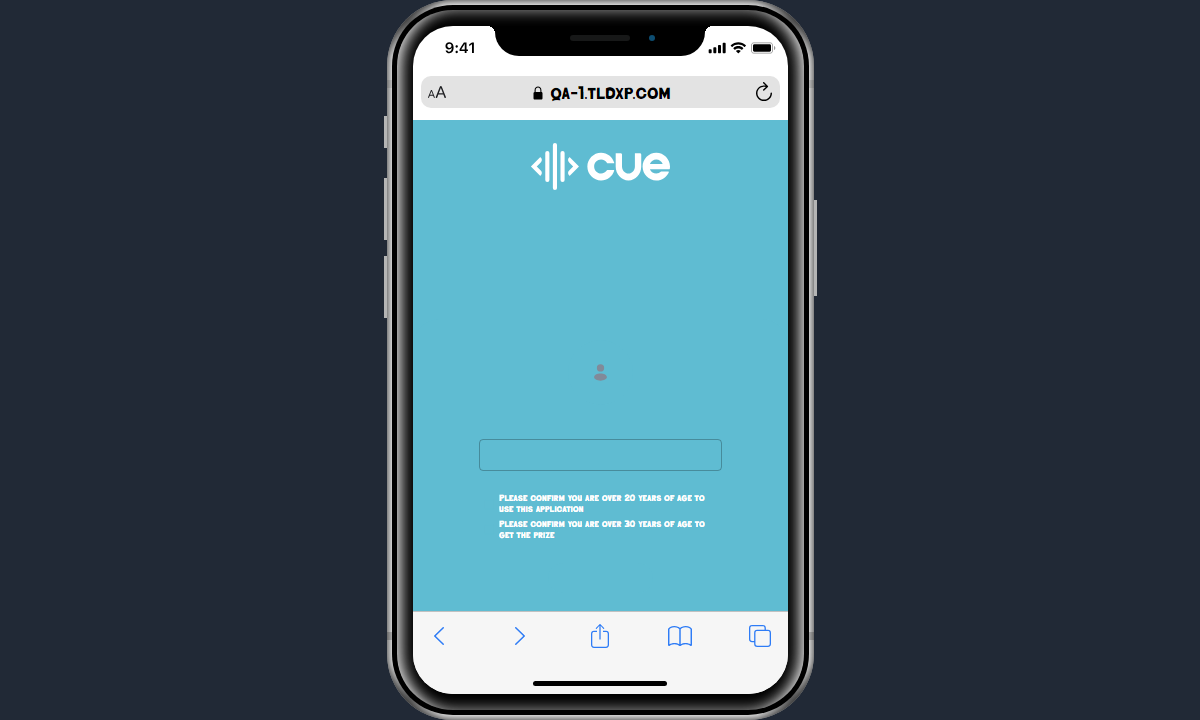 9:41
AA
QA-1.TLDXP.COM
cue
PLEASE CONFIRM YOU ARE OVER 20 YEARS OF AGE TO
USE THIS APPLICATION
PLEASE CONFIRM YOU ARE OVER 30 YEARS OF AGE TO
GET THE PRIZE